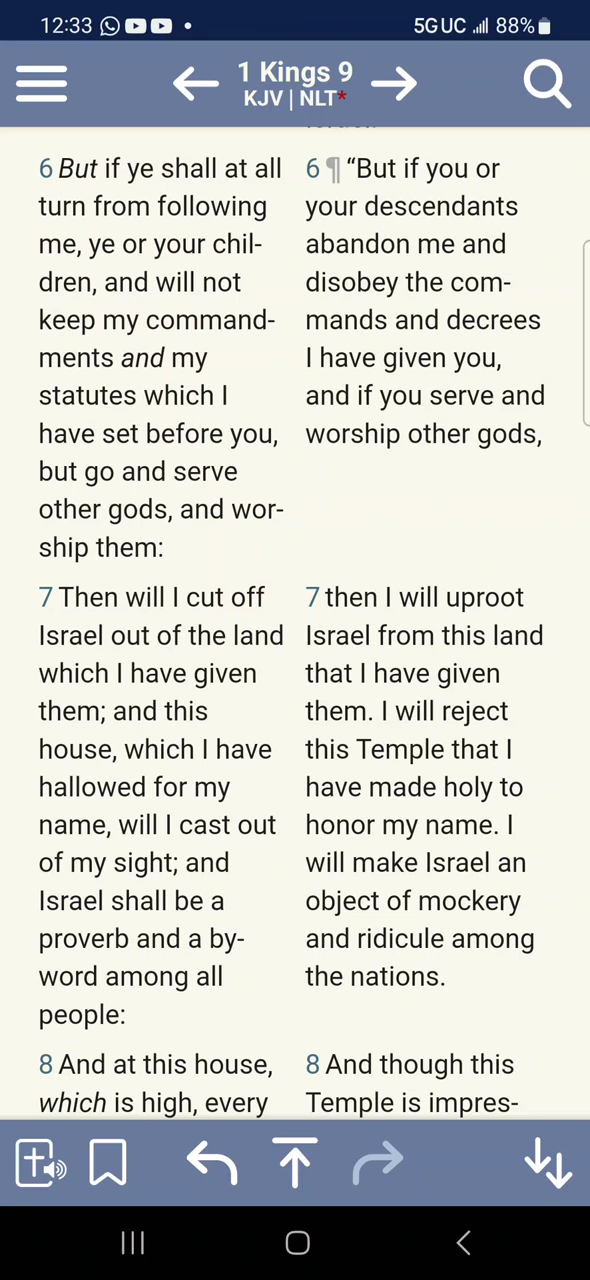 12:33
5G UC 88%
1 Kings 9
KJV | NLT*
6 But if ye shall at all
turn from following
me, ye or your chil-
dren, and will not
keep my command-
ments and my
statutes which I
have set before you,
but go and serve
other gods, and wor-
ship them:
6 ¶ “But if you or
your descendants
abandon me and
disobey the com-
mands and decrees
I have given you,
and if you serve and
worship other gods,
7 Then will I cut off
Israel out of the land
which I have given
them; and this
house, which I have
hallowed for my
name, will I cast out
of my sight; and
Israel shall be a
proverb and a by-
word among all
people:
7 then I will uproot
Israel from this land
that I have given
them. I will reject
this Temple that I
have made holy to
honor my name. I
will make Israel an
object of mockery
and ridicule among
the nations.
8 And at this house,
which is high, every
8 And though this
Temple is impres-